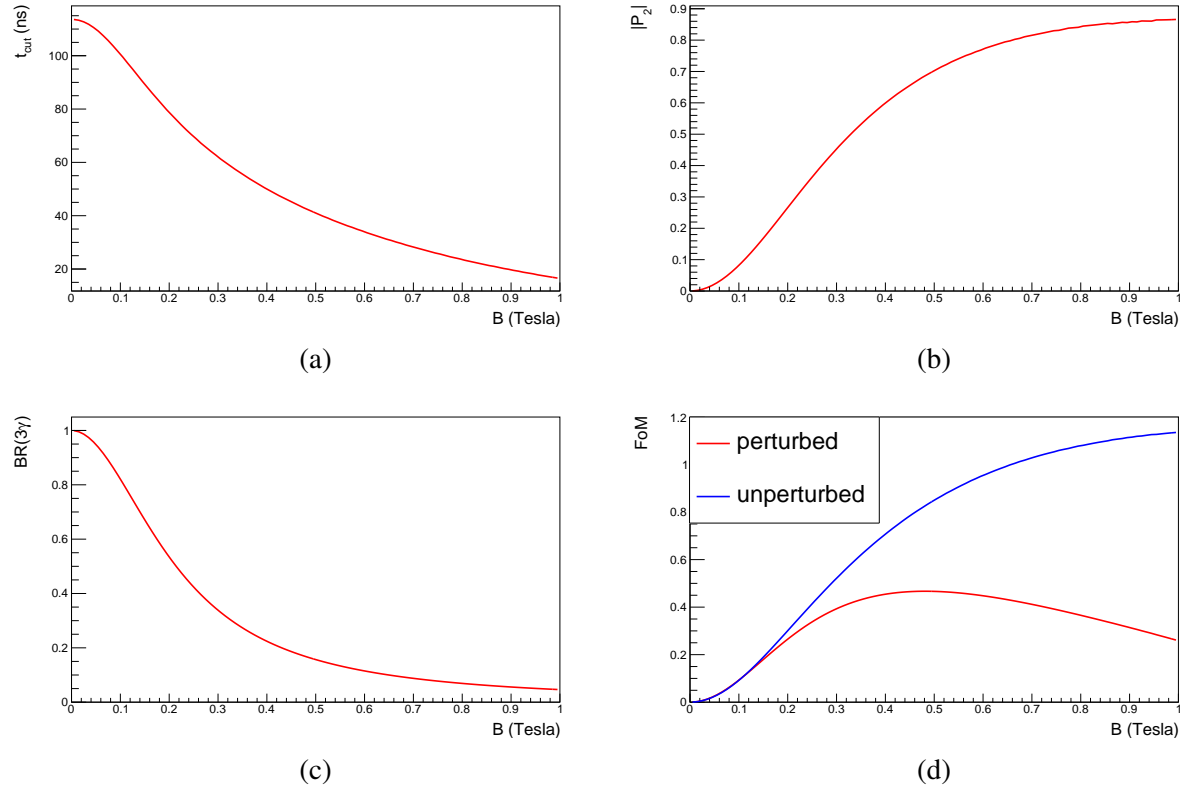 t_cut (ns)
100
80
60
40
20
0 0.1 0.2 0.3 0.4 0.5 0.6 0.7 0.8 0.9 1
B (Tesla)
(a)
|P_2|
0.9
0.8
0.7
0.6
0.5
0.4
0.3
0.2
0.1
0
0 0.1 0.2 0.3 0.4 0.5 0.6 0.7 0.8 0.9 1
B (Tesla)
(b)
BR(3γ)
1
0.8
0.6
0.4
0.2
0
0 0.1 0.2 0.3 0.4 0.5 0.6 0.7 0.8 0.9 1
B (Tesla)
(c)
FoM
1.2
1
0.8
0.6
0.4
0.2
0
perturbed
unperturbed
0 0.1 0.2 0.3 0.4 0.5 0.6 0.7 0.8 0.9 1
B (Tesla)
(d)